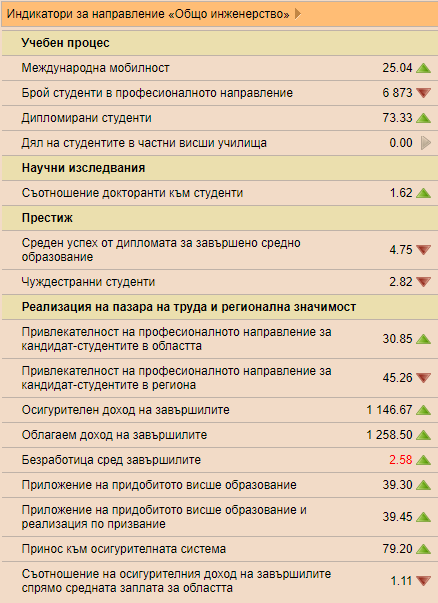 Индикатори за направление «Общо инженерство»
Учебен процес
Международна мобилност 25.04
Брой студенти в професионалното направление 6 873
Дипломирани студенти 73.33
Дял на студентите в частни висши училища 0.00
Научни изследвания
Съотношение докторанти към студенти 1.62
Престиж
Среден успех от дипломата за завършено средно
образование 4.75
Чуждестранни студенти 2.82
Реализация на пазара на труда и регионална значимост
Привлекателност на професионалното направление за
кандидат-студентите в областта 30.85
Привлекателност на професионалното направление за
кандидат-студентите в региона 45.26
Осигурителен доход на завършилите 1 146.67
Облагаем доход на завършилите 1 258.50
Безработица сред завършилите 2.58
Приложение на придобитото висше образование 39.30
Приложение на придобитото висше образование и
реализация по призвание 39.45
Принос към осигурителната система 79.20
Съотношение на осигурителния доход на завършилите
спрямо средната заплата за областта 1.11